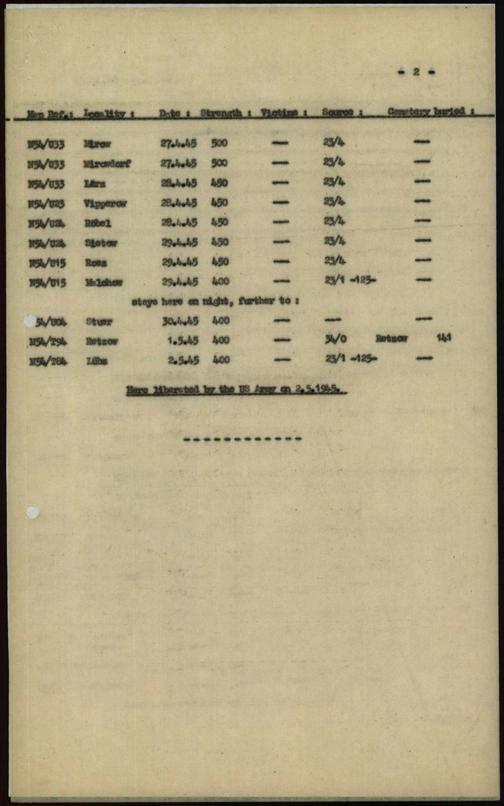 - 2 -
Map Ref.: Locality : Date : Strength : Victims : Source : Cemetery buried :
N54/U33 Mirow 27.4.45 500 — 23/4 —
N54/U33 Mirowdorf 27.4.45 500 — 23/4 —
N54/U33 Lärz 28.4.45 450 — 23/4 —
N54/U23 Vipperow 28.4.45 450 — 23/4 —
N54/U24 Röbel 28.4.45 450 — 23/4 —
N54/U24 Sietow 29.4.45 450 — 23/4 —
N54/U15 Roez 29.4.45 450 — 23/4 —
N54/U15 Malchow 29.4.45 400 23/1 -125- —
stays here on night, further to :
54/U04 Stuer 30.4.45 400 — — —
N54/T94 Retzow 1.5.45 400 — 34/0 Retzow 141
N54/T84 Lübz 2.5.45 400 — 23/1 -125- —
Here liberated by the US Army on 2.5.1945.
- - - - - - - - - - - -